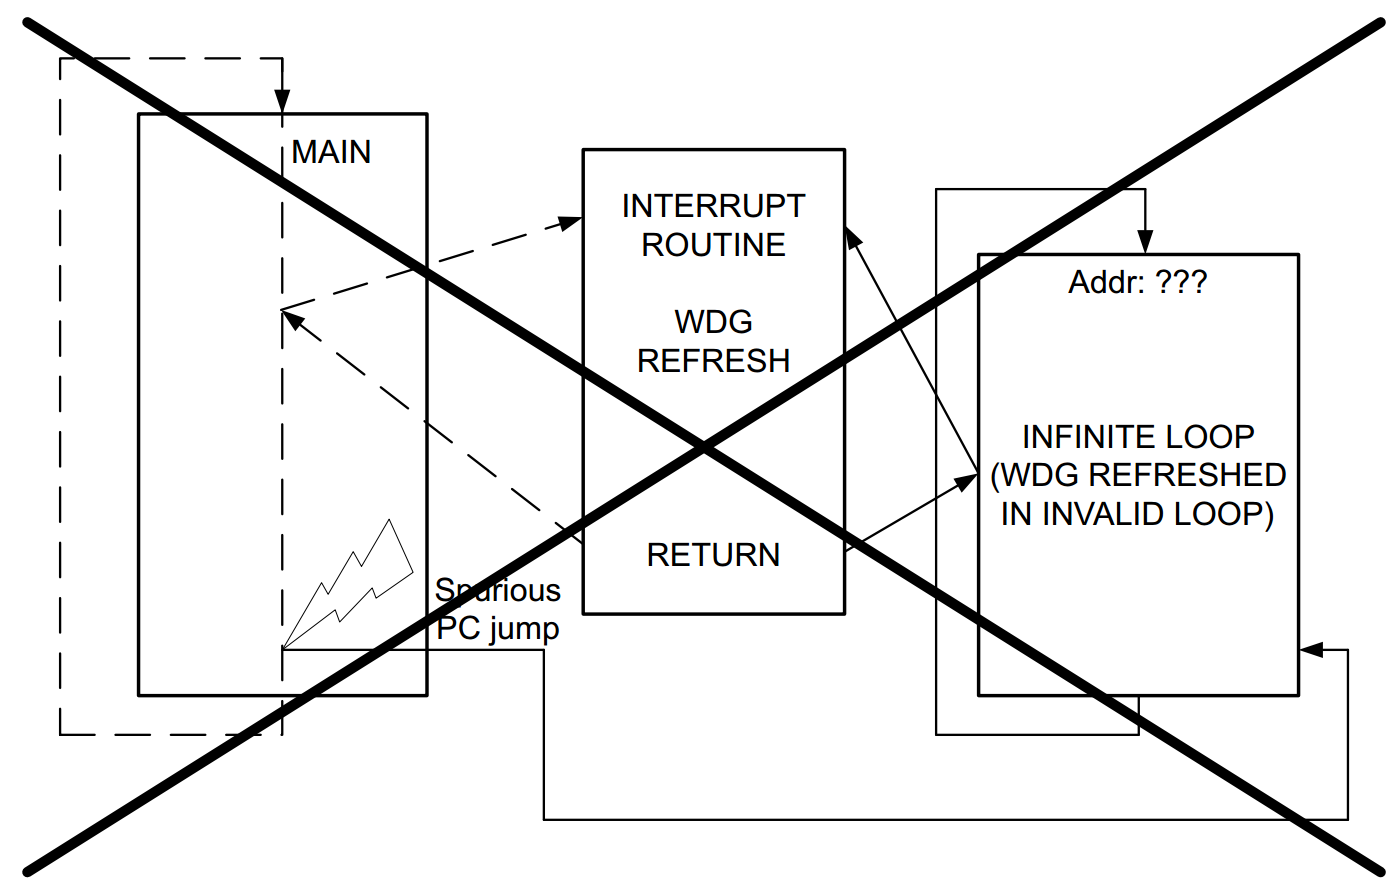 MAIN
INTERRUPT
ROUTINE
WDG
REFRESH
RETURN
Spurious
PC jump
Addr: ???
INFINITE LOOP
(WDG REFRESHED
IN INVALID LOOP)